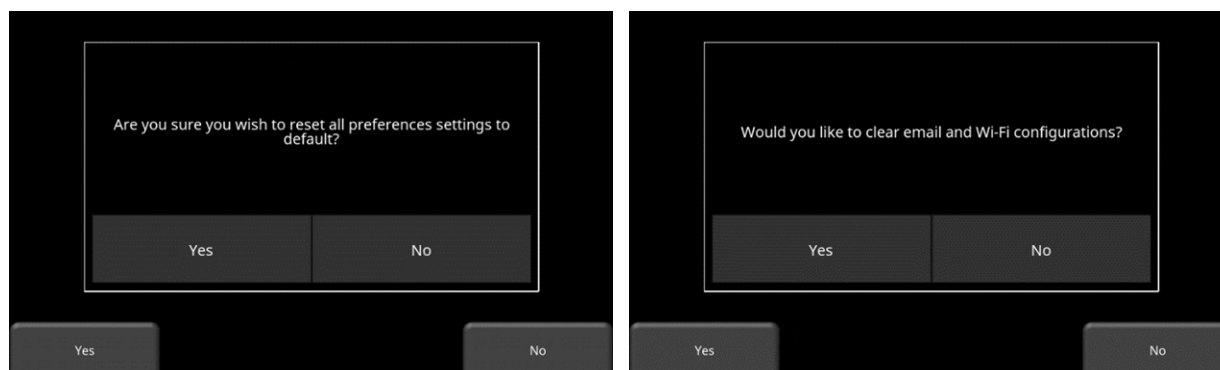 Are you sure you wish to reset all preferences settings to
default?
Yes
No
Yes
No
Would you like to clear email and Wi-Fi configurations?
Yes
No
Yes
No